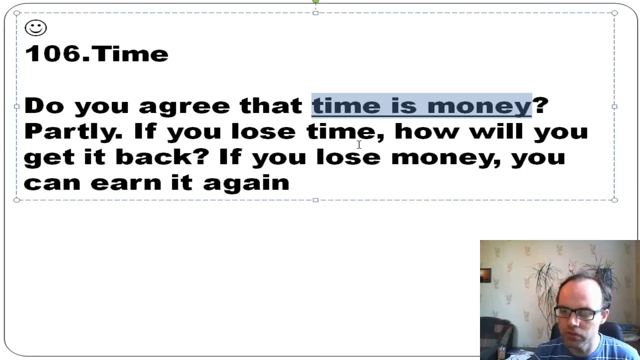 106.Time
Do you agree that time is money?
Partly. If you lose time, how will you
get it back? If you lose money, you
can earn it again